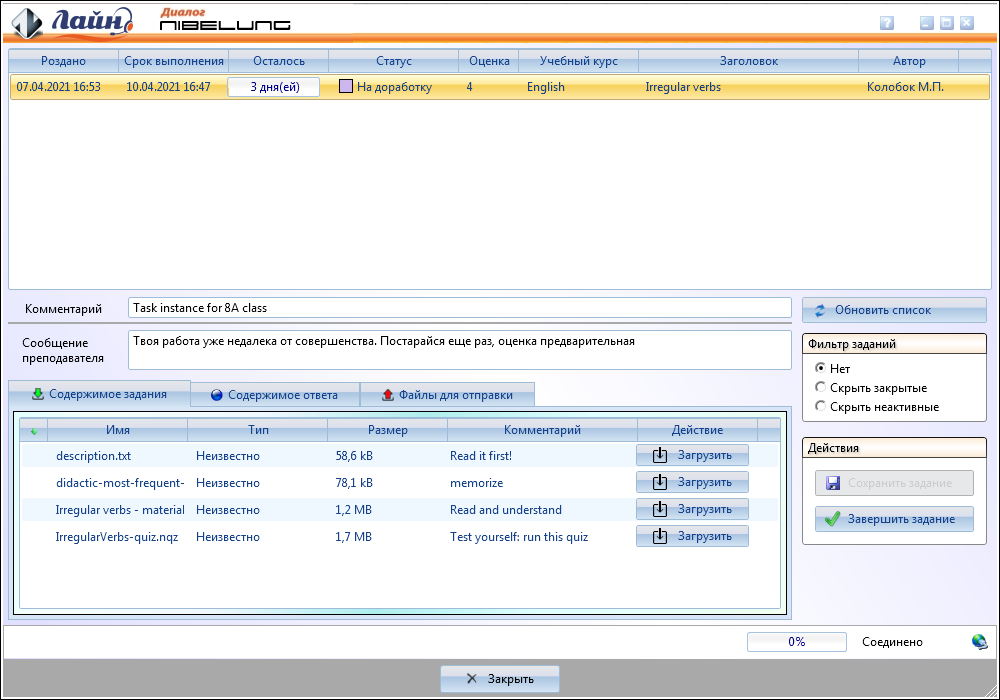 Лайн Диалог
NIBELUNG
?
Роздано Срок выполнения Осталось Статус Оценка Учебный курс Заголовок Автор
07.04.2021 16:53 10.04.2021 16:47 3 дня(ей) На доработку 4 English Irregular verbs Колобок М.П.
Комментарий Task instance for 8A class
Обновить список
Сообщение преподавателя Твоя работа уже недалека от совершенства. Постарайся еще раз, оценка предварительная
Фильтр заданий
Нет
Скрыть закрытые
Скрыть неактивные
Содержимое задания Содержимое ответа Файлы для отправки
Имя Тип Размер Комментарий Действие
description.txt Неизвестно 58,6 kB Read it first! Загрузить
didactic-most-frequent- Неизвестно 78,1 kB memorize Загрузить
Irregular verbs - material Неизвестно 1,2 MB Read and understand Загрузить
IrregularVerbs-quiz.nqz Неизвестно 1,7 MB Test yourself: run this quiz Загрузить
Действия
Сохранить задание
Завершить задание
0% Соединено
Закрыть